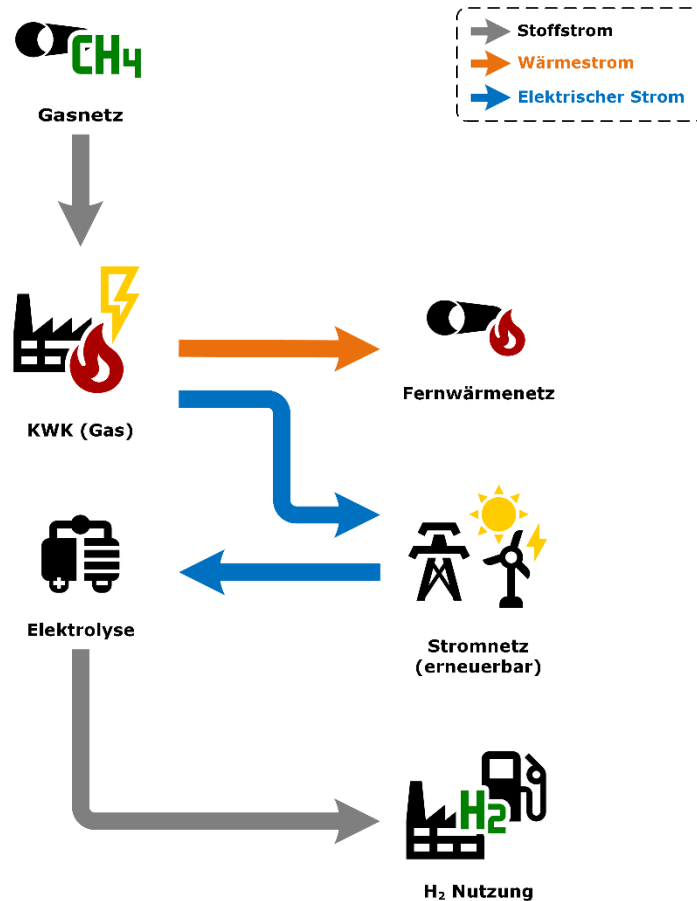 CH4
Gasnetz
Stoffstrom
Wärmestrom
Elektrischer Strom
KWK (Gas)
Fernwärmenetz
Elektrolyse
Stromnetz
(erneuerbar)
H2
H₂ Nutzung